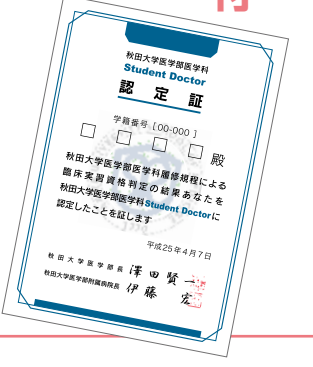 秋田大学医学部医学科
Student Doctor
認定証
学籍番号［00-000］
□ □ □ □ 殿
秋田大学医学部医学科履修規程による
臨床実習資格判定の結果あなたを
秋田大学医学部医学科Student Doctorに
認定したことを証します
平成25年4月7日
秋田大学医学部長 澤田賢一
秋田大学医学部附属病院長 伊藤 宏